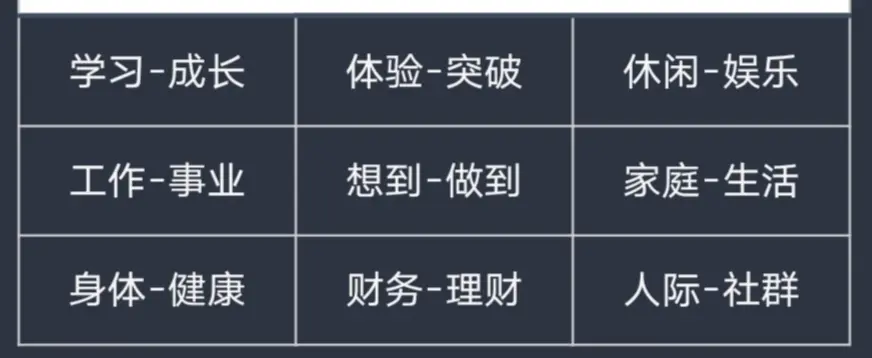 学习-成长 体验-突破 休闲-娱乐
工作-事业 想到-做到 家庭-生活
身体-健康 财务-理财 人际-社群